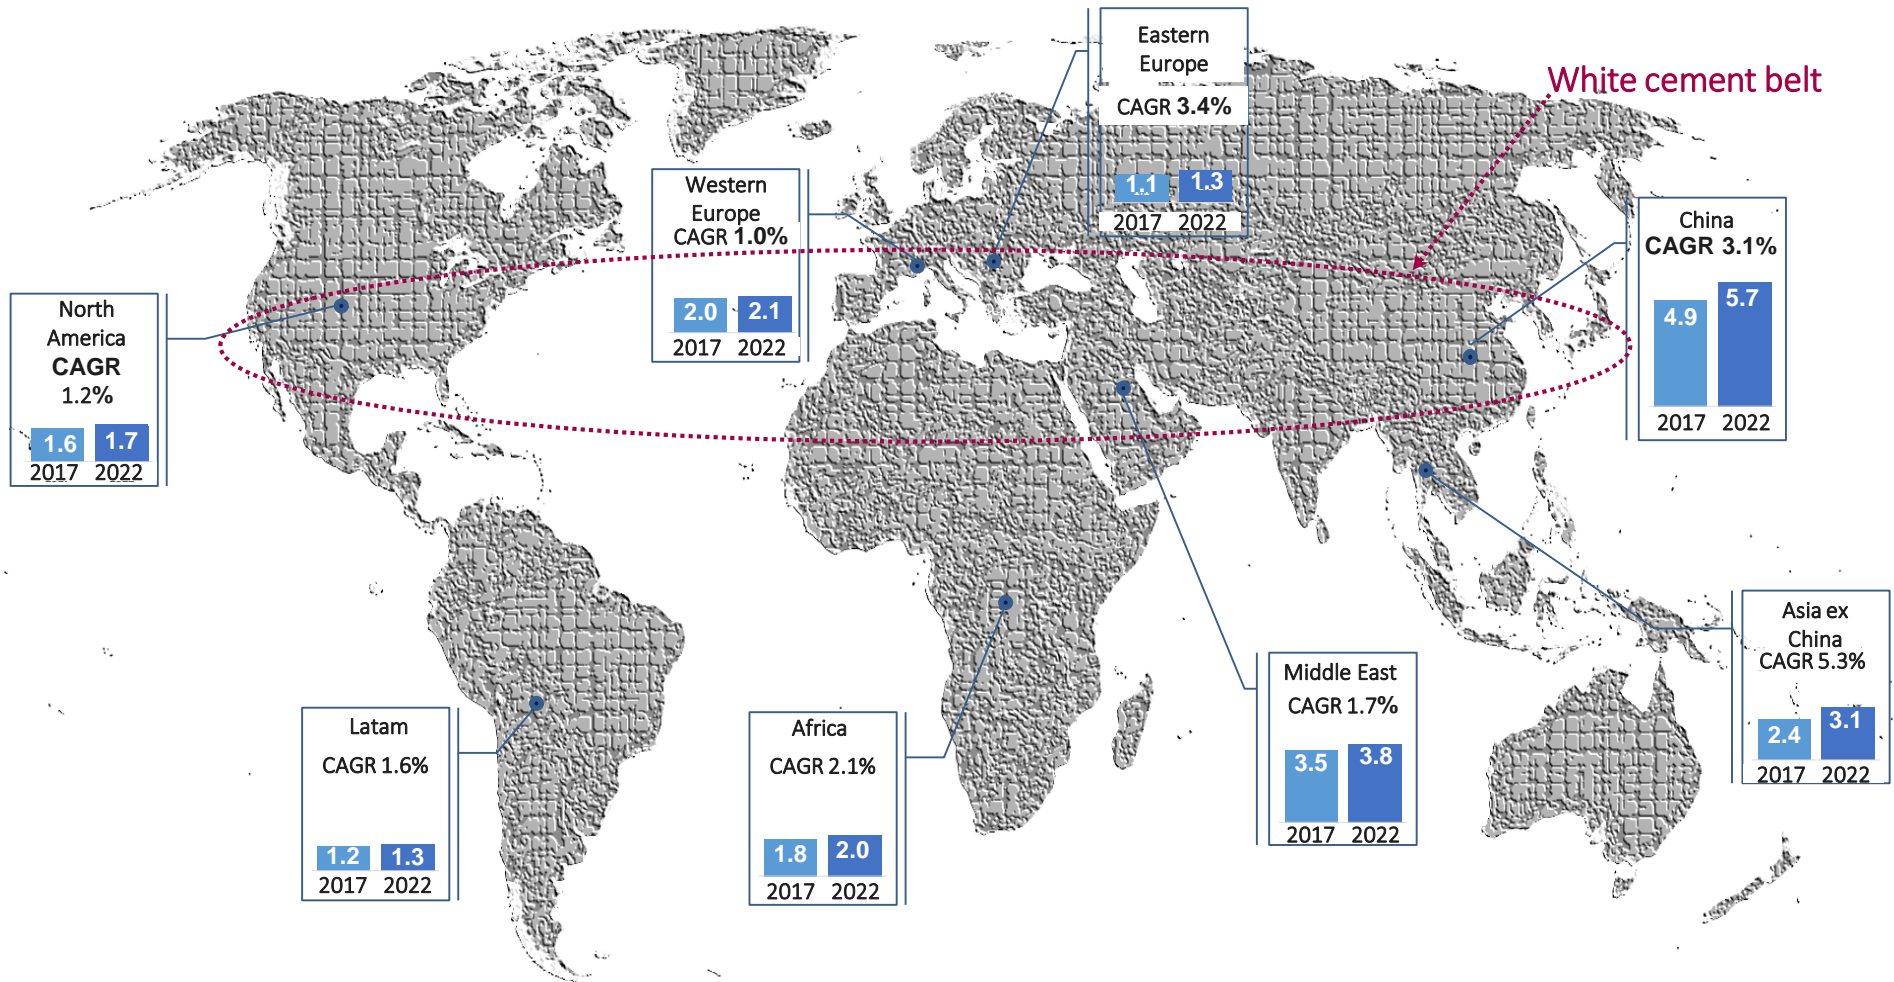 Eastern
Europe
CAGR 3.4%
1.1
1.3
2017
2022
White cement belt
Western
Europe
CAGR 1.0%
2.0
2.1
2017
2022
China
CAGR 3.1%
4.9
5.7
2017
2022
North
America
CAGR
1.2%
1.6
1.7
2017
2022
Asia ex
China
CAGR 5.3%
2.4
3.1
2017
2022
Middle East
CAGR 1.7%
3.5
3.8
2017
2022
Latam
CAGR 1.6%
1.2
1.3
2017
2022
Africa
CAGR 2.1%
1.8
2.0
2017
2022